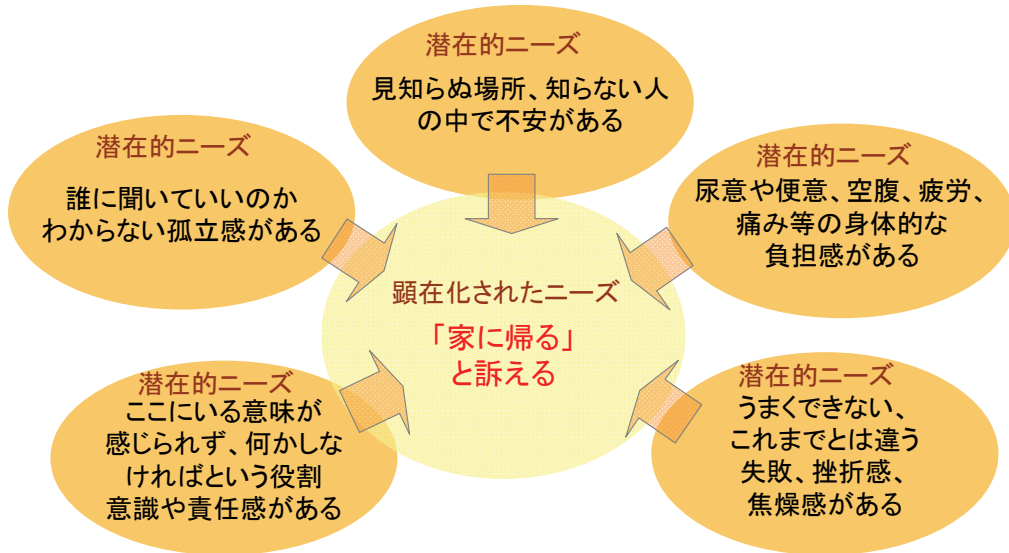 潜在的ニーズ
見知らぬ場所、知らない人
の中で不安がある
潜在的ニーズ
誰に聞いていいのか
わからない孤立感がある
潜在的ニーズ
尿意や便意、空腹、疲労、
痛み等の身体的な
負担感がある
顕在化されたニーズ
「家に帰る」
と訴える
潜在的ニーズ
ここにいる意味が
感じられず、何かしな
ければという役割
意識や責任感がある
潜在的ニーズ
うまくできない、
これまでとは違う
失敗、挫折感、
焦燥感がある